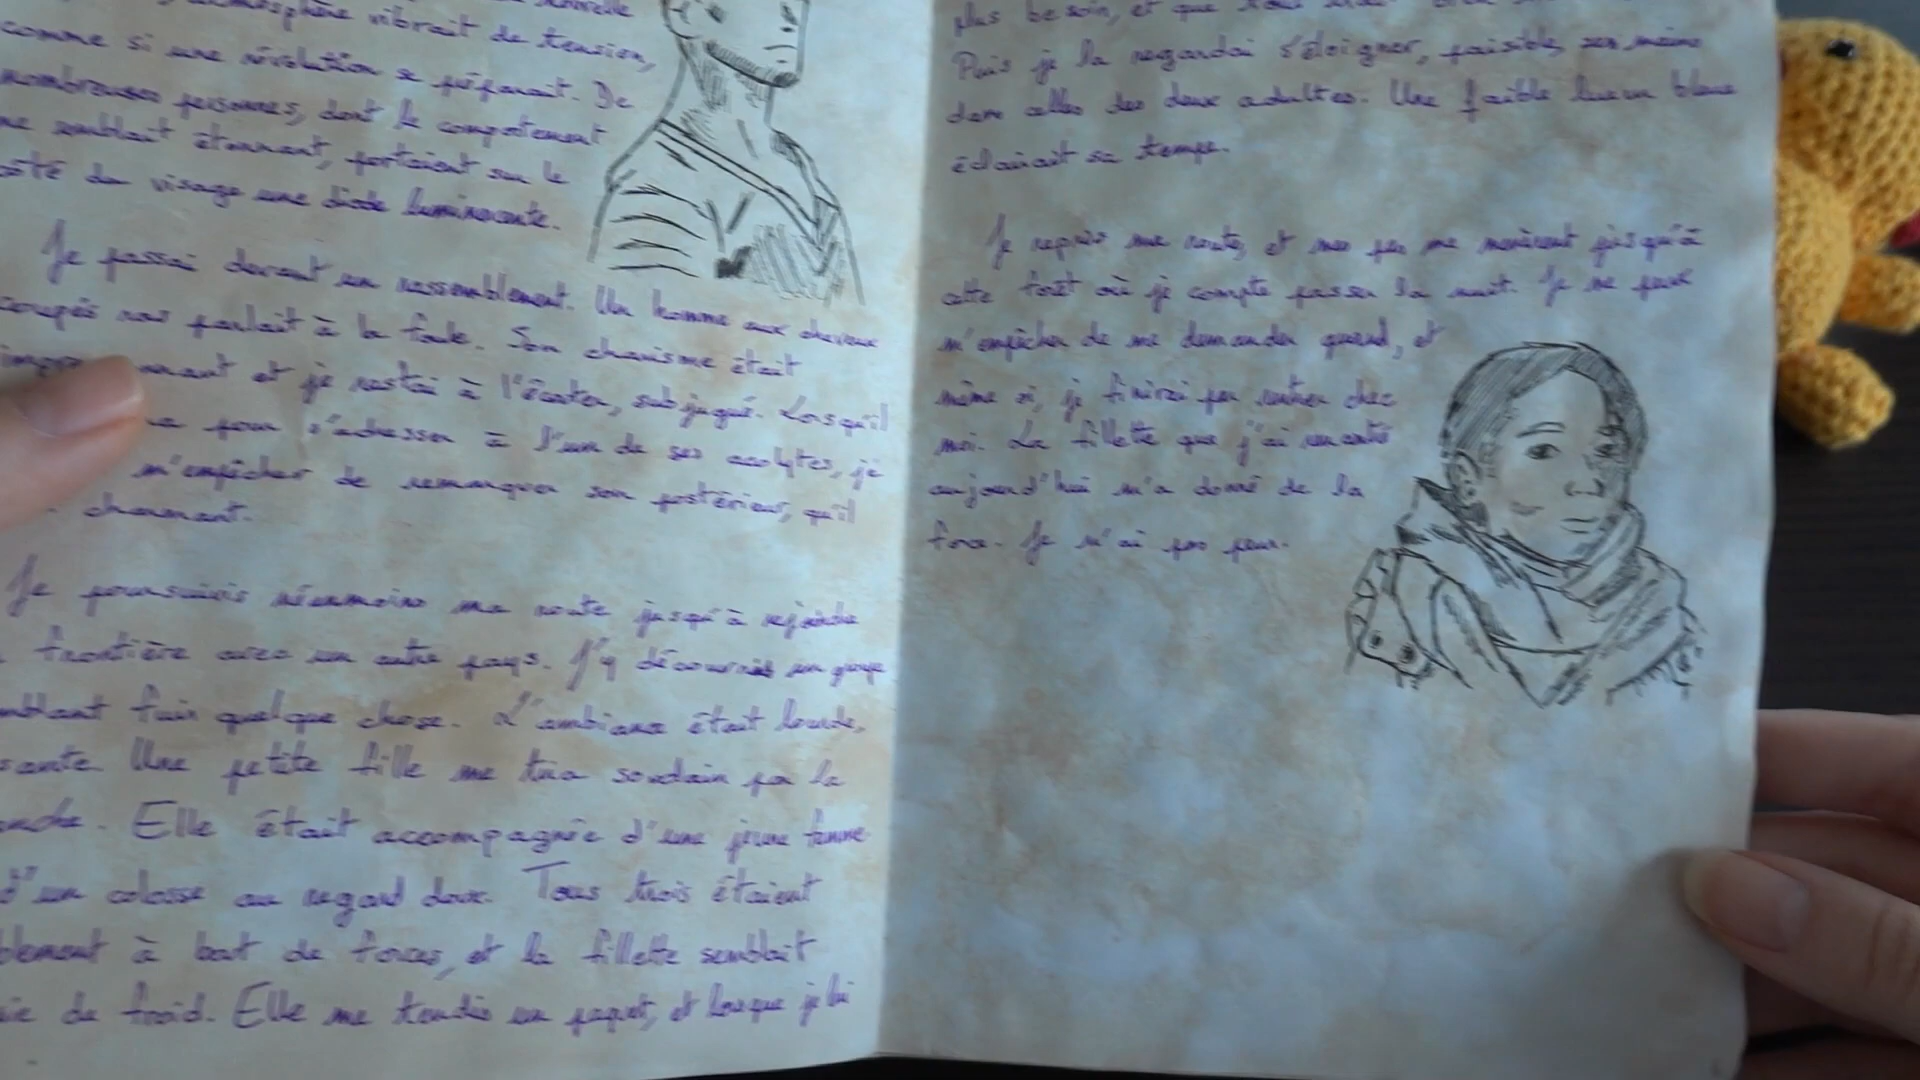 atmosphère vibrait de tension,
comme si une révolution se préparait. De
nombreuses personnes, dont le comportement
me semblait étonnant, portaient sur le
côté du visage une diode luminescente.
Je passai devant un rassemblement. Un homme aux cheveux
coupés ras parlait à la foule. Son charisme était
et je restai à l'écouter, subjugué. Lorsqu'il
pour s'adresser à l'un de ses acolytes, je
m'empêcher de remarquer son postérieur, qu'il
charmant.
Je poursuivis néanmoins ma route jusqu'à rejoindre
frontière avec un autre pays. J'y découvris un groupe
semblant fuir quelque chose. L'ambiance était lourde,
Une petite fille me tira soudain par la
manche. Elle était accompagnée d'une jeune femme
d'un colosse au regard doux. Tous trois étaient
à bout de forces, et la fillette semblait
de froid. Elle me tendit un paquet, et lorsque je lui
plus besoin, et que
Puis je la regardai s'éloigner, paisible, ses mains
dans celles des deux adultes. Une faible lueur bleue
éclairait sa tempe.
Je repris ma route, et mes pas me menèrent jusqu'à
cette forêt où je compte passer la nuit. Je ne peux
m'empêcher de me demander quand, et
même si, je finirai par rentrer chez
moi. La fillette que j'ai rencontré
aujourd'hui m'a donné de la
force. Je n'ai pas peur.